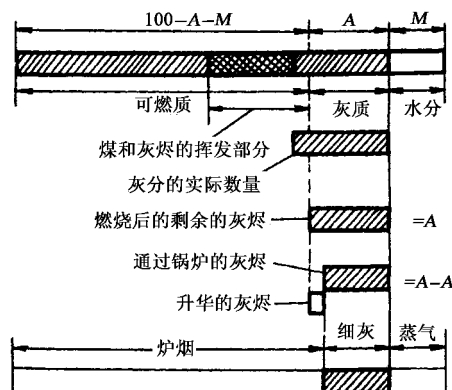 100-A-M A M
可燃质 灰质 水分
煤和灰烬的挥发部分
灰分的实际数量
燃烧后的剩余的灰烬 =A
通过锅炉的灰烬 =A-A
升华的灰烬
炉烟 细灰 蒸气